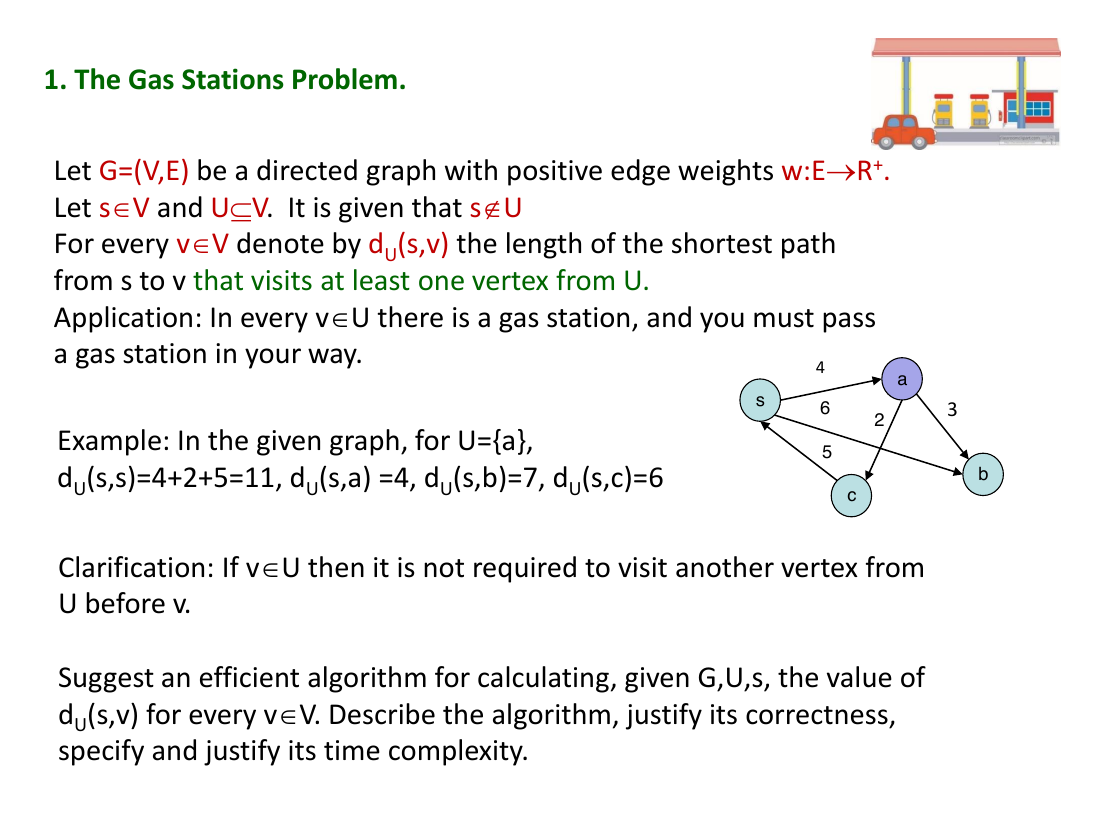 1. The Gas Stations Problem.
Let G=(V,E) be a directed graph with positive edge weights w:E→R⁺.
Let s∈V and U⊆V. It is given that s∉U
For every v∈V denote by dᵤ(s,v) the length of the shortest path
from s to v that visits at least one vertex from U.
Application: In every v∈U there is a gas station, and you must pass
a gas station in your way.
4
a
s
6
2
3
Example: In the given graph, for U={a},
5
dᵤ(s,s)=4+2+5=11, dᵤ(s,a) =4, dᵤ(s,b)=7, dᵤ(s,c)=6
b
c
Clarification: If v∈U then it is not required to visit another vertex from
U before v.
Suggest an efficient algorithm for calculating, given G,U,s, the value of
dᵤ(s,v) for every v∈V. Describe the algorithm, justify its correctness,
specify and justify its time complexity.